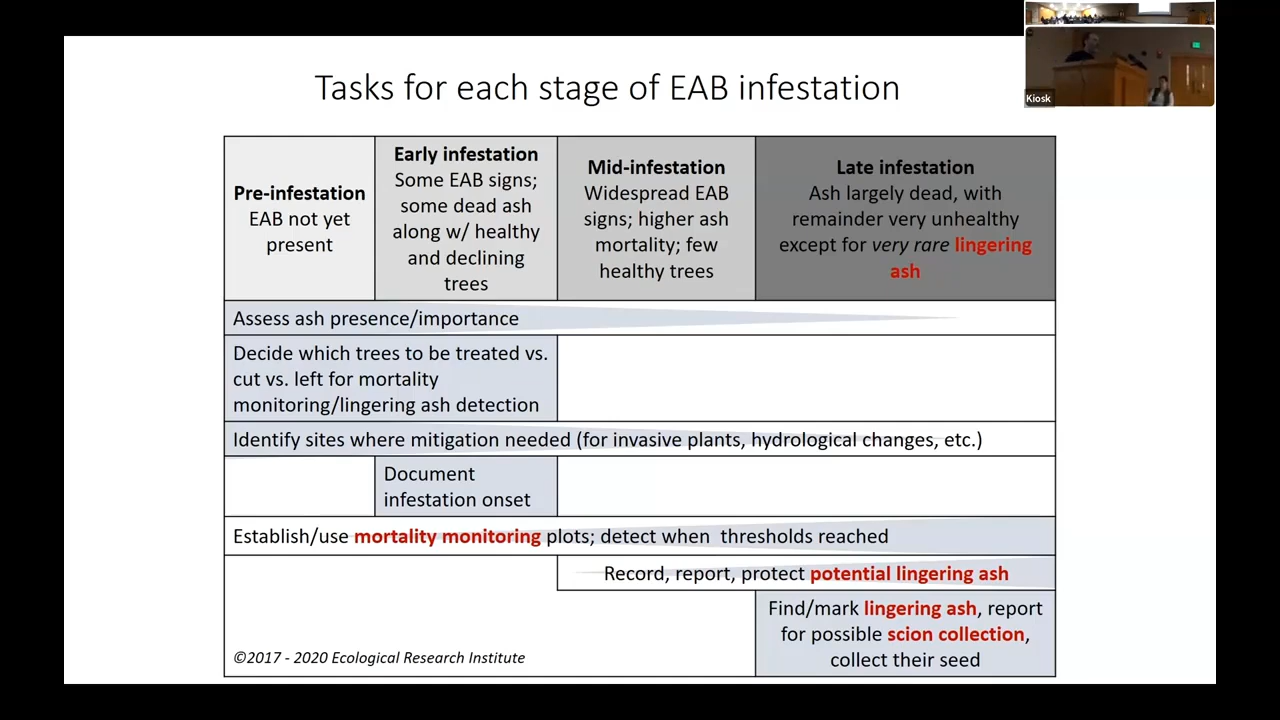 Kiosk
Tasks for each stage of EAB infestation
Pre-infestation
EAB not yet
present
Early infestation
Some EAB signs;
some dead ash
along w/ healthy
and declining
trees
Mid-infestation
Widespread EAB
signs; higher ash
mortality; few
healthy trees
Late infestation
Ash largely dead, with
remainder very unhealthy
except for very rare lingering
ash
Assess ash presence/importance
Decide which trees to be treated vs.
cut vs. left for mortality
monitoring/lingering ash detection
Identify sites where mitigation needed (for invasive plants, hydrological changes, etc.)
Document
infestation onset
Establish/use mortality monitoring plots; detect when thresholds reached
Record, report, protect potential lingering ash
Find/mark lingering ash, report
for possible scion collection,
collect their seed
©2017 - 2020 Ecological Research Institute